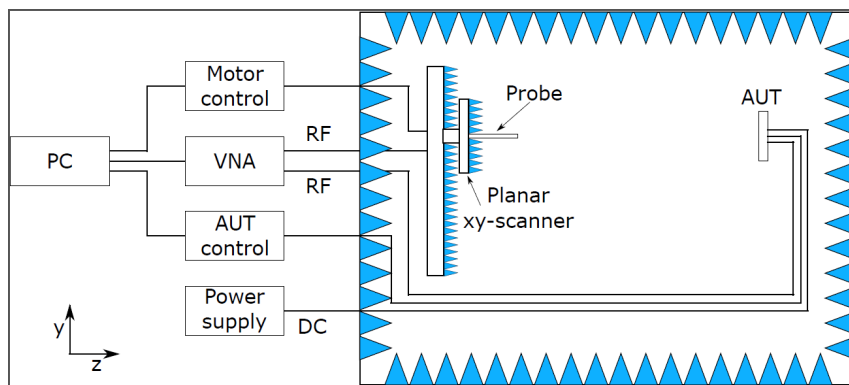 Motor
control
PC
VNA
RF
RF
AUT
control
Power
supply
DC
y
z
Probe
AUT
Planar
xy-scanner